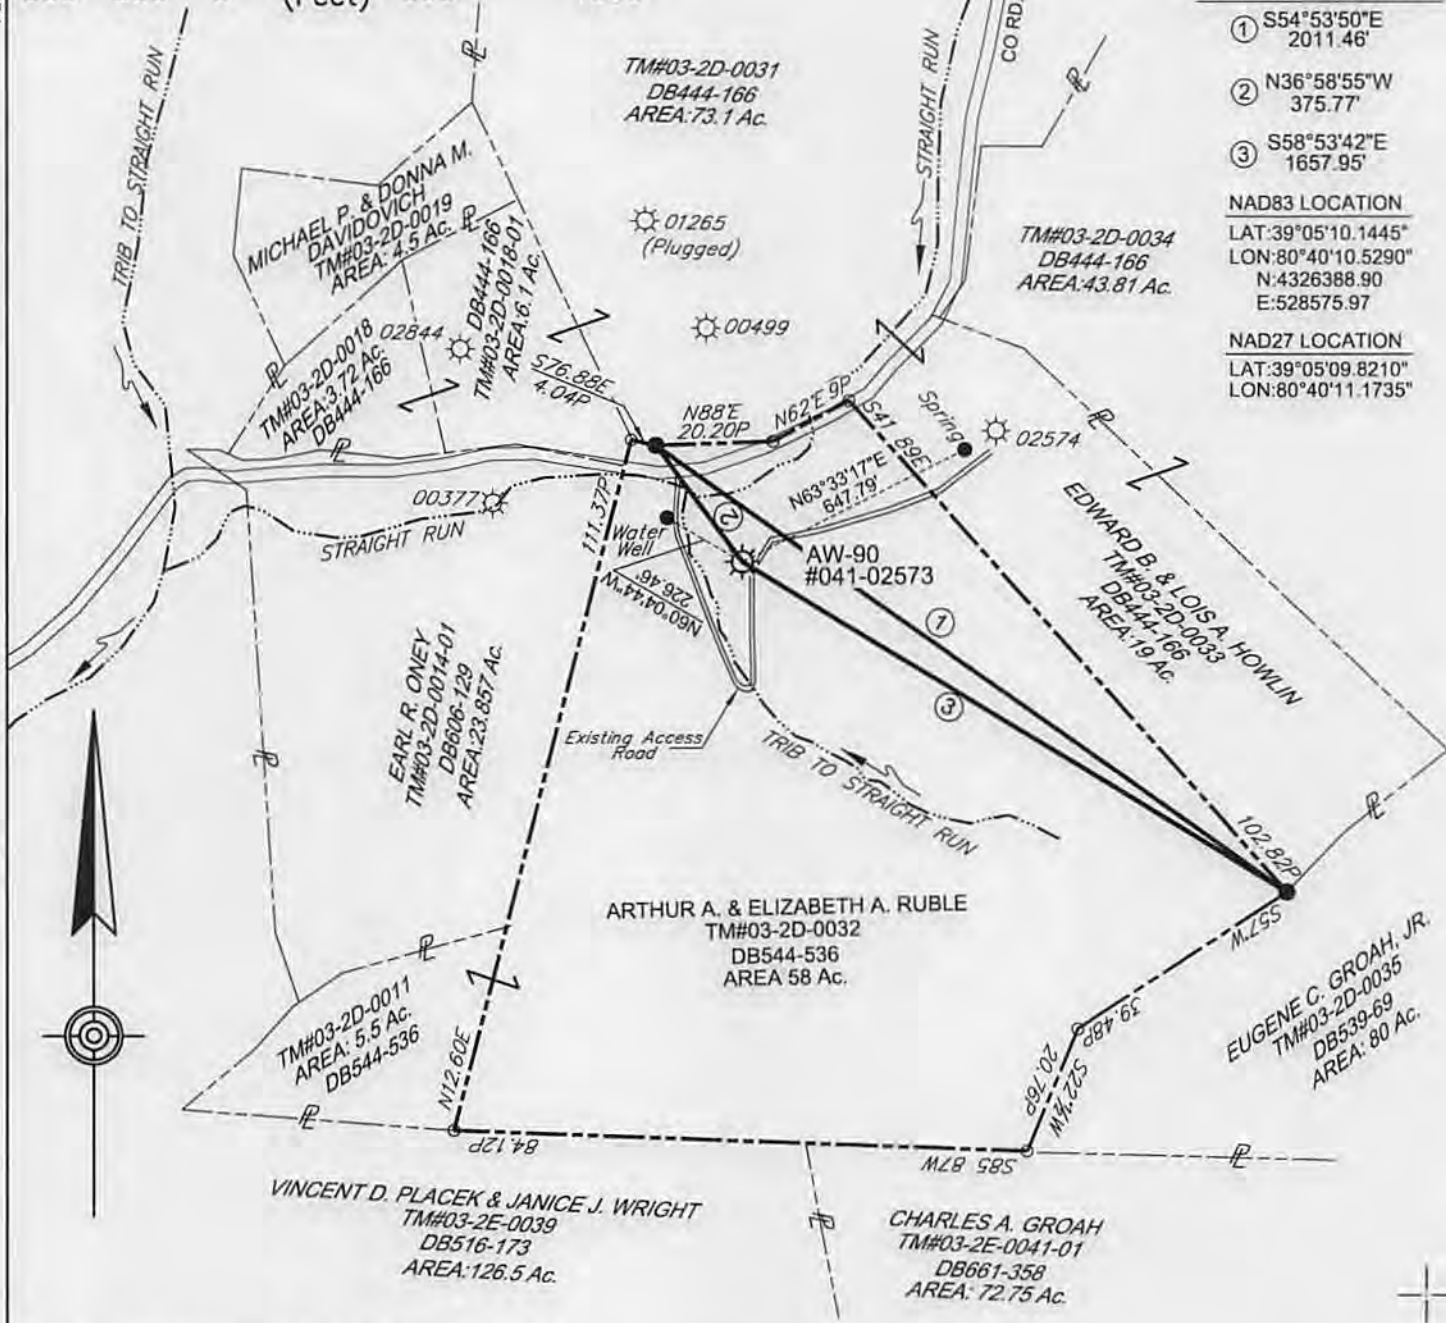 (Feet)
TRIB TO STRAIGHT RUN
TM#03-2D-0031
DB444-166
AREA:73.1 Ac.
STRAIGHT RUN
CO RD.
① S54°53'50"E
2011.46'
② N36°58'55"W
375.77'
③ S58°53'42"E
1657.95'
NAD83 LOCATION
LAT:39°05'10.1445"
LON:80°40'10.5290"
N:4326388.90
E:528575.97
NAD27 LOCATION
LAT:39°05'09.8210"
LON:80°40'11.1735"
MICHAEL P. & DONNA M.
DAVIDOVICH
TM#03-2D-0019
AREA: 4.5 Ac.
01265
(Plugged)
TM#03-2D-0034
DB444-166
AREA:43.81 Ac.
DB444-166
TM#03-2D-0018-01
AREA:6.1 Ac.
02844
00499
TM#03-2D-0018
AREA:3.72 Ac.
DB444-166
S76.88E
4.04P
N88'E
20.20P
N62'E 9P
S41 89E
Spring
02574
N63°33'17"E
647.79'
00377
STRAIGHT RUN
111.37P
Water
Well
②
AW-90
#041-02573
N60°04'44"W
226.46'
EDWARD B. & LOIS A. HOWLIN
TM#03-2D-0033
DB444-166
AREA:19 Ac.
①
③
EARL R. ONEY
TM#03-2D-0014-01
DB606-129
AREA:23.857 Ac.
Existing Access
Road
TRIB TO STRAIGHT RUN
102.82P
ARTHUR A. & ELIZABETH A. RUBLE
TM#03-2D-0032
DB544-536
AREA 58 Ac.
S57'W
39.48P
EUGENE C. GROAH, JR.
TM#03-2D-0035
DB539-69
AREA: 80 Ac.
TM#03-2D-0011
AREA: 5.5 Ac.
DB544-536
N12.60E
20.76P
S22'½W
84.12P
S85 87W
VINCENT D. PLACEK & JANICE J. WRIGHT
TM#03-2E-0039
DB516-173
AREA:126.5 Ac.
CHARLES A. GROAH
TM#03-2E-0041-01
DB661-358
AREA: 72.75 Ac.